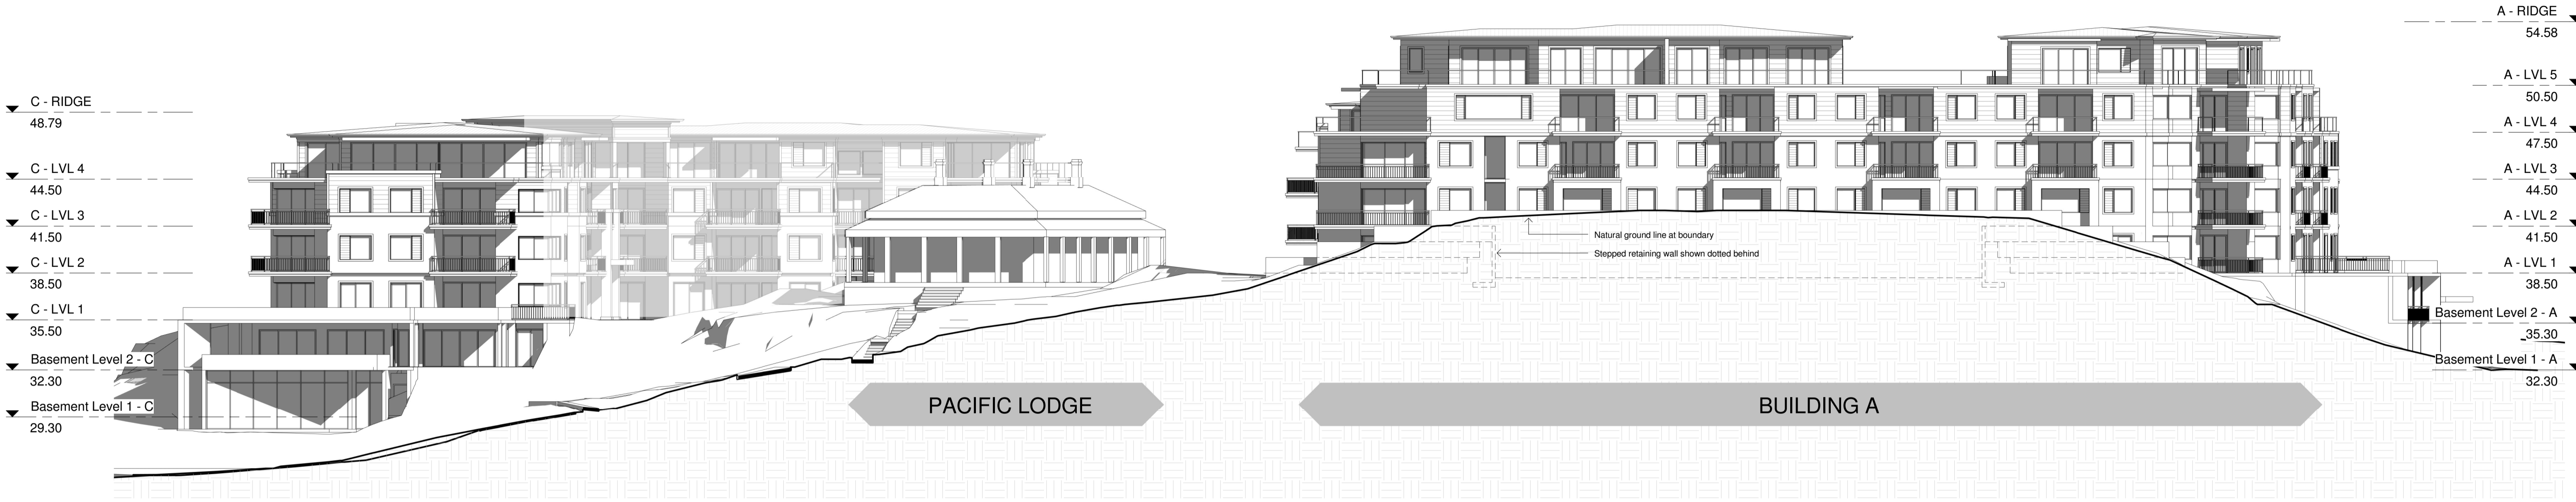 C - RIDGE
48.79
C - LVL 4
44.50
C - LVL 3
41.50
C - LVL 2
38.50
C - LVL 1
35.50
Basement Level 2 - C
32.30
Basement Level 1 - C
29.30
Natural ground line at boundary
Stepped retaining wall shown dotted behind
PACIFIC LODGE
BUILDING A
A - RIDGE
54.58
A - LVL 5
50.50
A - LVL 4
47.50
A - LVL 3
44.50
A - LVL 2
41.50
A - LVL 1
38.50
Basement Level 2 - A
35.30
Basement Level 1 - A
32.30